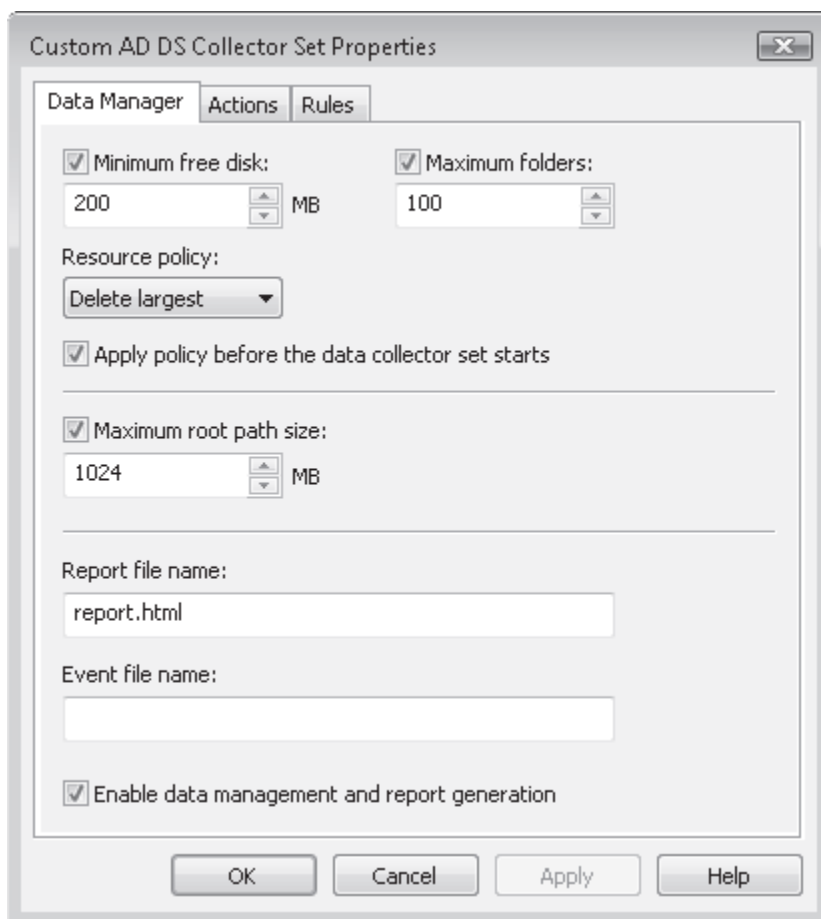 Custom AD DS Collector Set Properties
Data Manager Actions Rules
Minimum free disk: Maximum folders:
200 MB 100
Resource policy:
Delete largest
Apply policy before the data collector set starts
Maximum root path size:
1024 MB
Report file name:
report.html
Event file name:
Enable data management and report generation
OK Cancel Apply Help